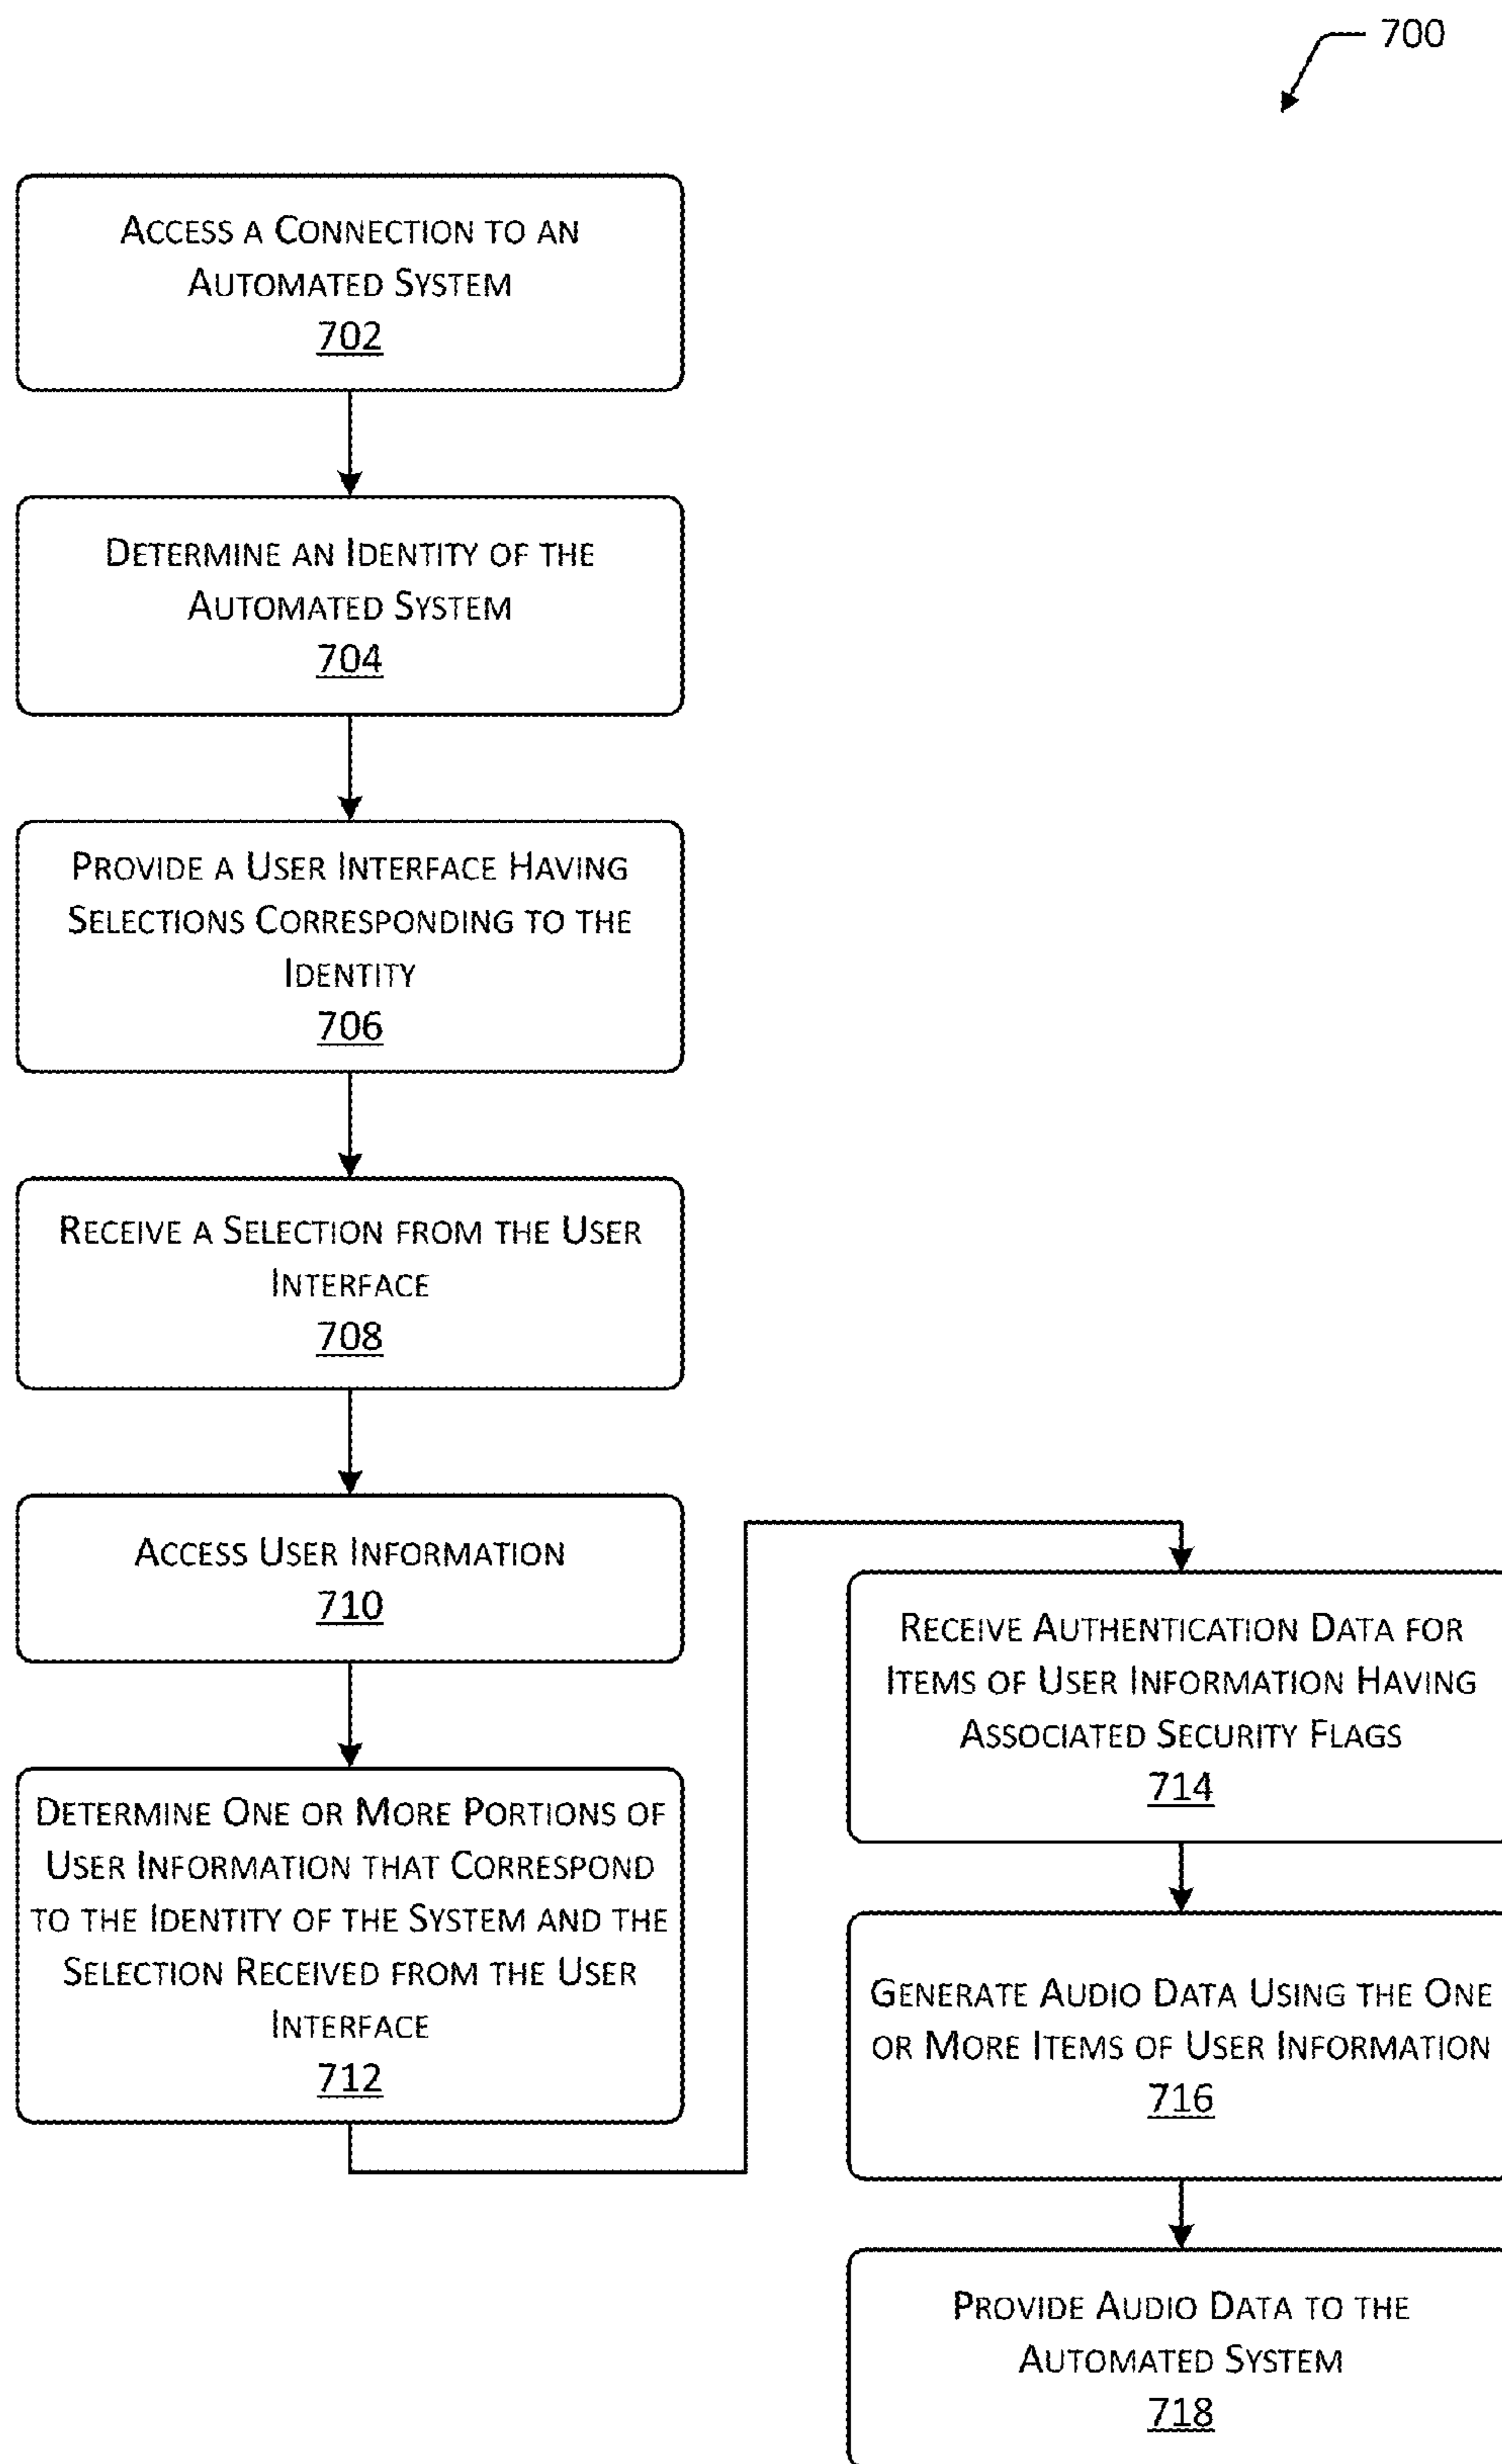 700
ACCESS A CONNECTION TO AN
AUTOMATED SYSTEM
702
DETERMINE AN IDENTITY OF THE
AUTOMATED SYSTEM
704
PROVIDE A USER INTERFACE HAVING
SELECTIONS CORRESPONDING TO THE
IDENTITY
706
RECEIVE A SELECTION FROM THE USER
INTERFACE
708
ACCESS USER INFORMATION
710
DETERMINE ONE OR MORE PORTIONS OF
USER INFORMATION THAT CORRESPOND
TO THE IDENTITY OF THE SYSTEM AND THE
SELECTION RECEIVED FROM THE USER
INTERFACE
712
RECEIVE AUTHENTICATION DATA FOR
ITEMS OF USER INFORMATION HAVING
ASSOCIATED SECURITY FLAGS
714
GENERATE AUDIO DATA USING THE ONE
OR MORE ITEMS OF USER INFORMATION
716
PROVIDE AUDIO DATA TO THE
AUTOMATED SYSTEM
718